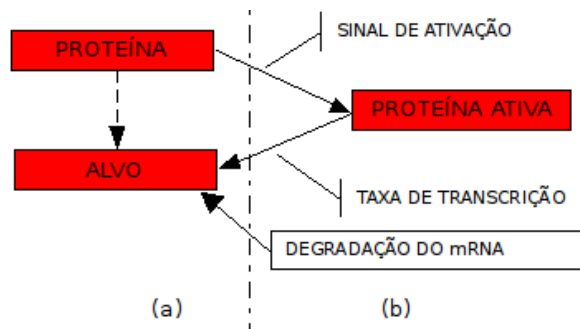 SINAL DE ATIVAÇÃO
PROTEÍNA
PROTEÍNA ATIVA
ALVO
TAXA DE TRANSCRIÇÃO
DEGRADAÇÃO DO mRNA
(a)
(b)